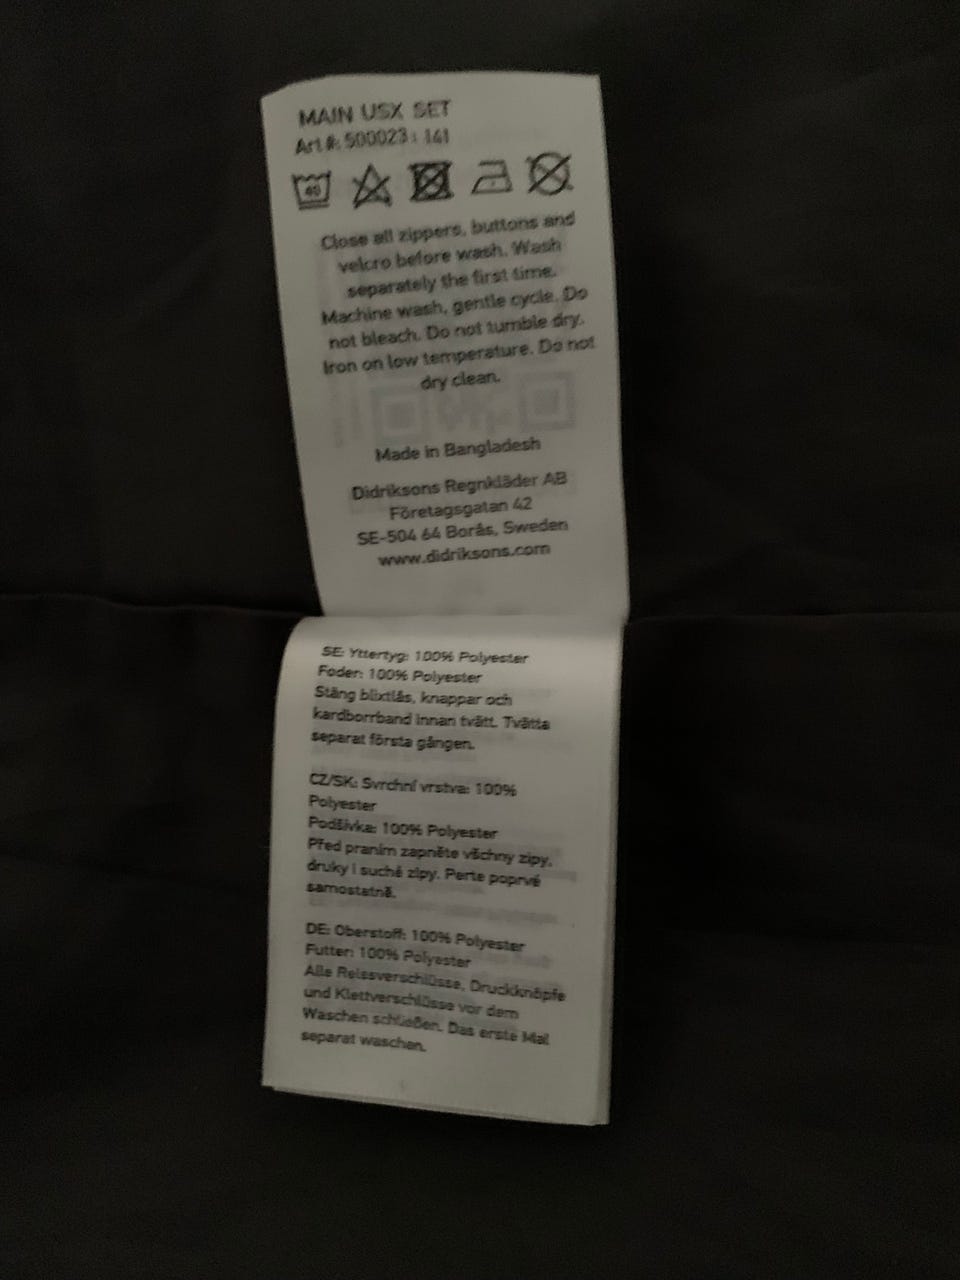 MAIN USX SET
Art #: 500023 : 141
40
Close all zippers, buttons and
velcro before wash. Wash
separately the first time.
Machine wash, gentle cycle. Do
not bleach. Do not tumble dry.
Iron on low temperature. Do not
dry clean.
Made in Bangladesh
Didriksons Regnkläder AB
Företagsgatan 42
SE-504 64 Borås, Sweden
www.didriksons.com
SE: Yttertyg: 100% Polyester
Foder: 100% Polyester
Stäng blixtlås, knappar och
kardborrband innan tvätt. Tvätta
separat första gången.
CZ/SK: Svrchní vrstva: 100%
Polyester
Podšívka: 100% Polyester
Před praním zapněte všchny zipy,
druky i suché zipy. Perte poprvé
samostatně.
DE: Oberstoff: 100% Polyester
Futter: 100% Polyester
Alle Reissverschlüsse, Druckknöpfe
und Klettverschlüsse vor dem
Waschen schließen. Das erste Mal
separat waschen.